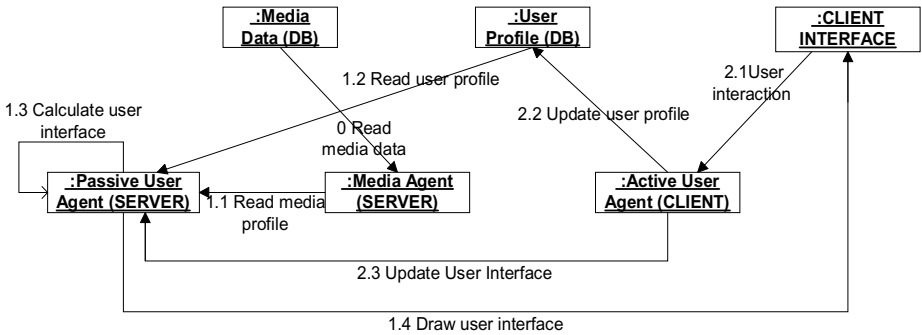 :Media
Data (DB)
:User
Profile (DB)
:CLIENT
INTERFACE
1.2 Read user profile
2.1User
interaction
1.3 Calculate user
interface
2.2 Update user profile
0 Read
media data
:Passive User
Agent (SERVER)
:Media Agent
(SERVER)
:Active User
Agent (CLIENT)
1.1 Read media
profile
2.3 Update User Interface
1.4 Draw user interface